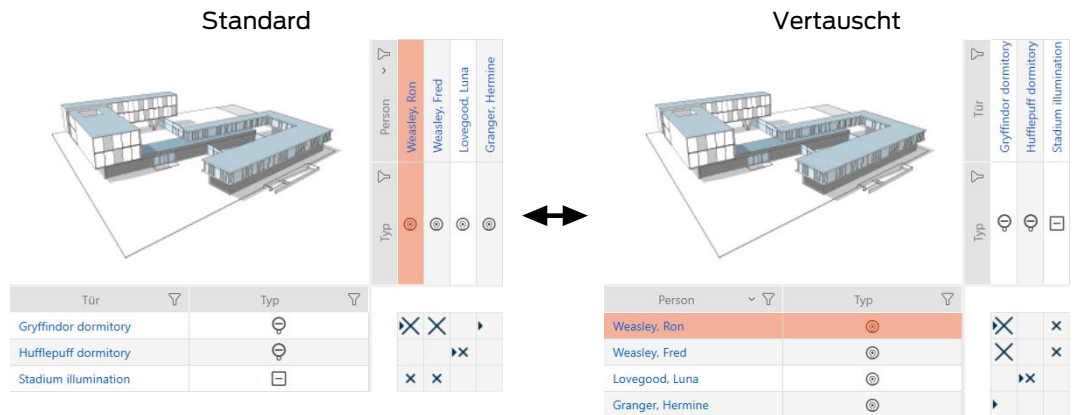 Standard
Person
Weasley, Ron
Weasley, Fred
Lovegood, Luna
Granger, Hermine
Typ
Tür Typ
Gryffindor dormitory
Hufflepuff dormitory
Stadium illumination
Vertauscht
Tür
Gryffindor dormitory
Hufflepuff dormitory
Stadium illumination
Typ
Person Typ
Weasley, Ron
Weasley, Fred
Lovegood, Luna
Granger, Hermine